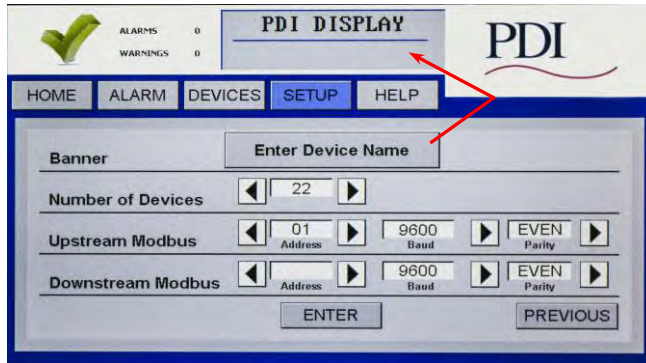 ALARMS 0
WARNINGS 0
PDI DISPLAY
PDI
HOME ALARM DEVICES SETUP HELP
Banner Enter Device Name
Number of Devices 22
Upstream Modbus 01 9600 EVEN
Address Baud Parity
Downstream Modbus 9600 EVEN
Address Baud Parity
ENTER PREVIOUS